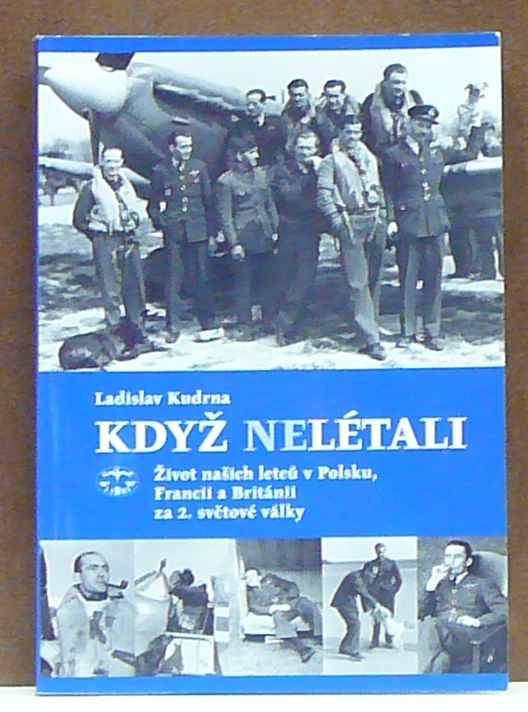 Ladislav Kudrna
KDYŽ NELÉTALI
Život našich letců v Polsku,
Francii a Británii
za 2. světové války